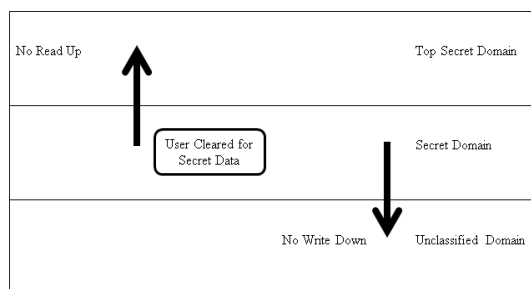 No Read Up
Top Secret Domain
User Cleared for
Secret Data
Secret Domain
No Write Down
Unclassified Domain